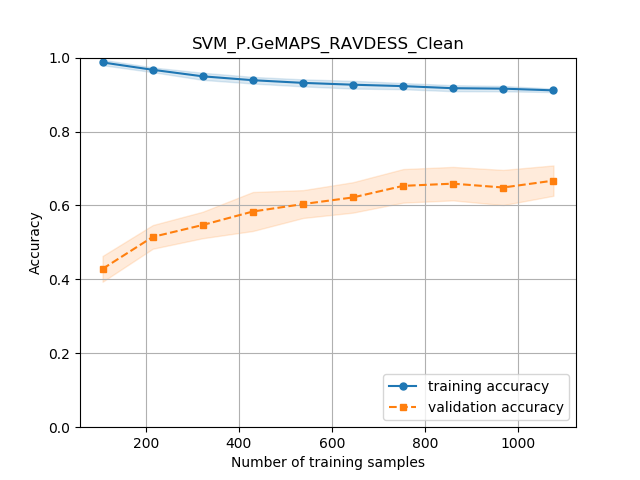 SVM_P.GeMAPS_RAVDESS_Clean
1.0
0.8
0.6
0.4
0.2
0.0
Accuracy
200 400 600 800 1000
Number of training samples
training accuracy
validation accuracy